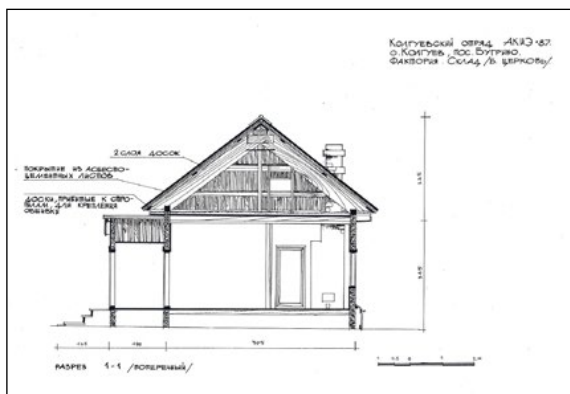 КОЛГУЕВСКИЙ ОТРЯД АКИЭ-87.
О. КОЛГУЕВ, ПОС. БУГРИНО.
ФАКТОРИЯ. СКЛАД /Б. ЦЕРКОВЬ/
2 СЛОЯ ДОСОК
ПОКРЫТИЕ ИЗ АСБЕСТО-
ЦЕМЕНТНЫХ ЛИСТОВ
ДОСКИ, ПРИБИТЫЕ К СТРО-
ПИЛАМ, ДЛЯ КРЕПЛЕНИЯ
ОБШИВКИ
РАЗРЕЗ 1-1 /ПОПЕРЕЧНЫЙ/